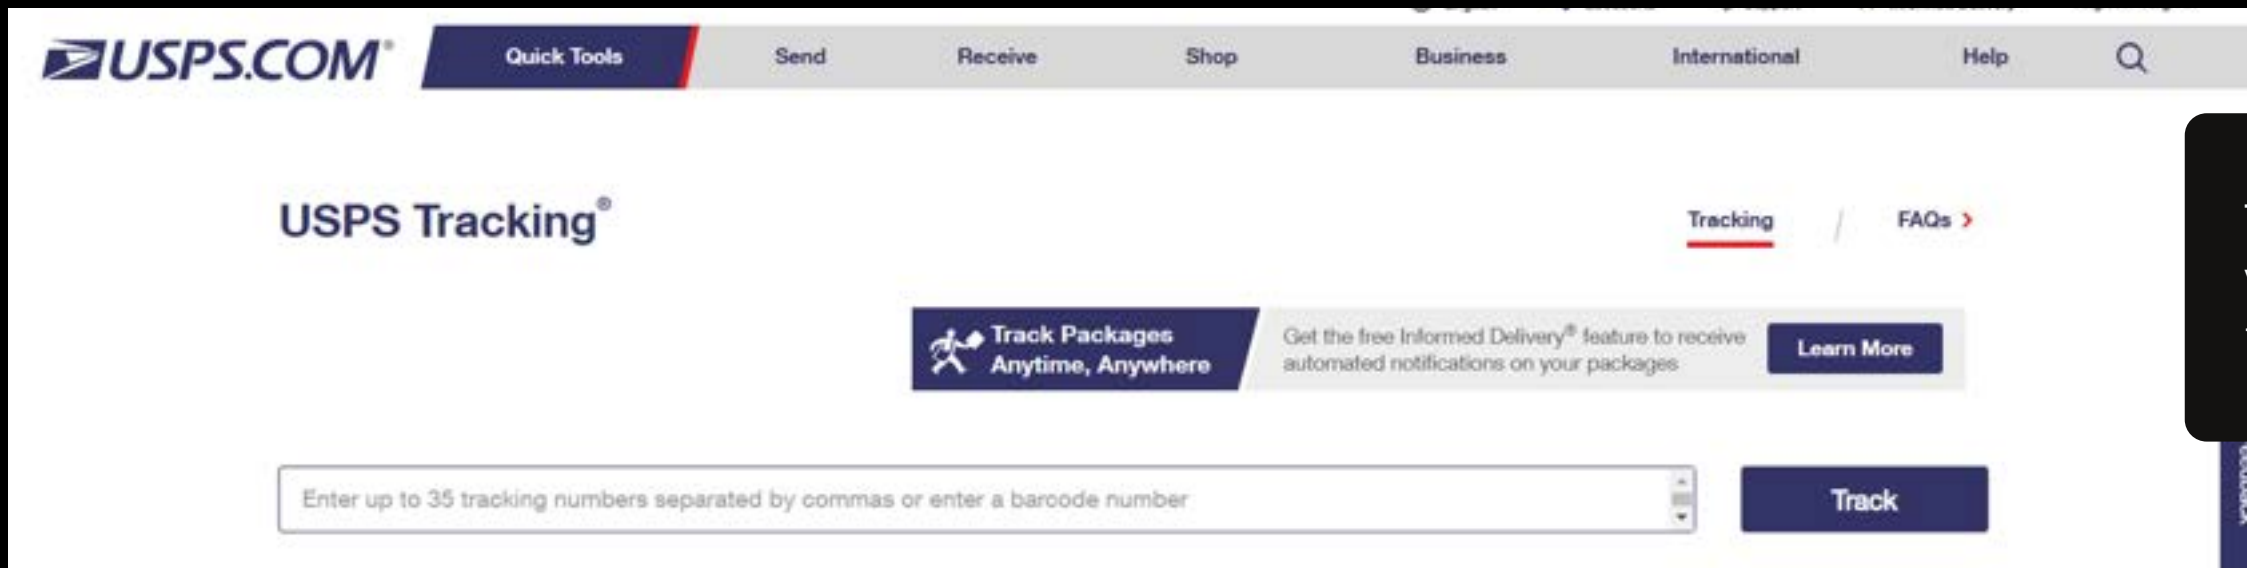 USPS.COM®
Quick Tools Send Receive Shop Business International Help
USPS Tracking®
Tracking / FAQs >
Track Packages
Anytime, Anywhere
Get the free Informed Delivery® feature to receive
automated notifications on your packages
Learn More
Enter up to 35 tracking numbers separated by commas or enter a barcode number
Track